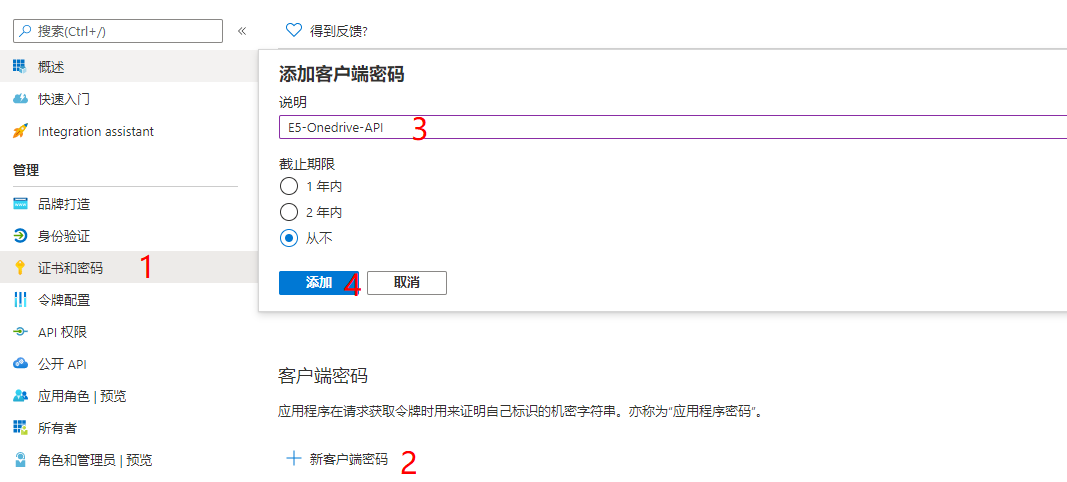 搜索(Ctrl+/)
«
得到反馈?
概述
快速入门
Integration assistant
管理
品牌打造
身份验证
证书和密码 1
令牌配置
API 权限
公开 API
应用角色 | 预览
所有者
角色和管理员 | 预览
添加客户端密码
说明
E5-Onedrive-API 3
截止期限
1 年内
2 年内
从不
添加 4 取消
客户端密码
应用程序在请求获取令牌时用来证明自己标识的机密字符串。亦称为“应用程序密码”。
新客户端密码 2